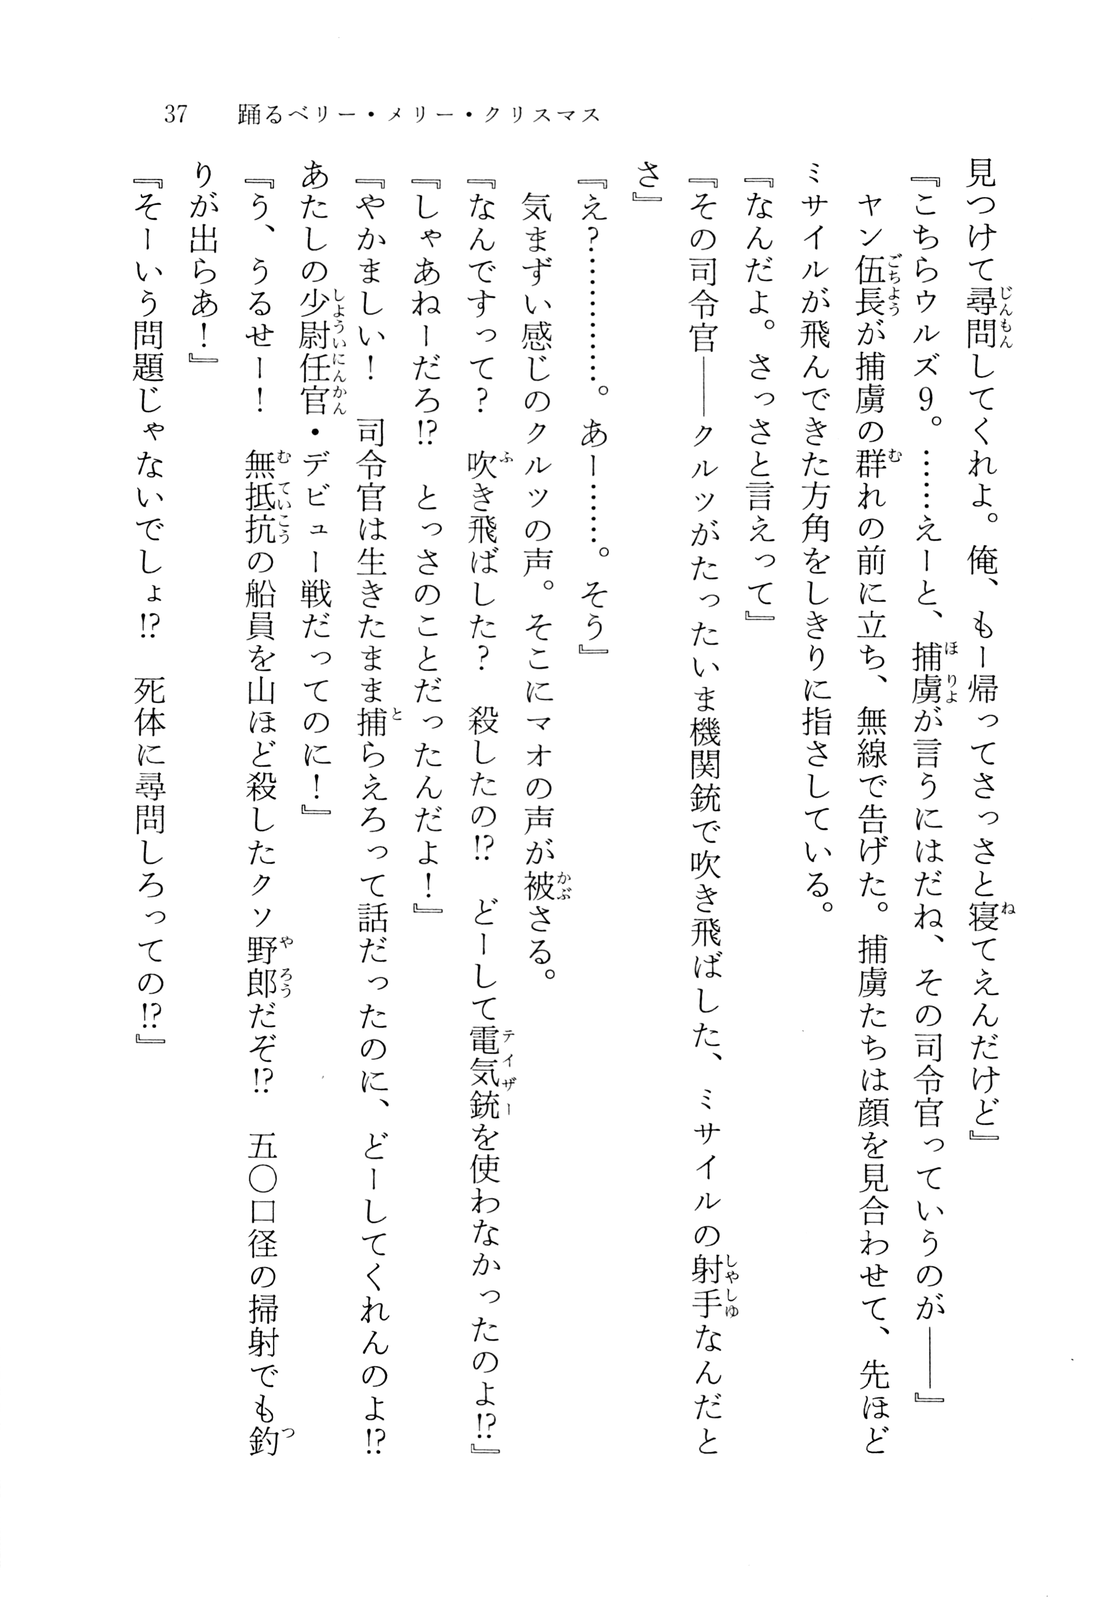 37　踊るベリー・メリー・クリスマス
見つけて尋問してくれよ。俺、もー帰ってさっさと寝てえんだけど』
『こちらウルズ9。……えーと、捕虜が言うにはだね、その司令官っていうのが――』
　ヤン伍長が捕虜の群れの前に立ち、無線で告げた。捕虜たちは顔を見合わせて、先ほど
ミサイルが飛んできた方角をしきりに指さしている。
『なんだよ。さっさと言えって』
『その司令官――クルツがたったいま機関銃で吹き飛ばした、ミサイルの射手なんだと
さ』
『え？…………。あー……。そう』
　気まずい感じのクルツの声。そこにマオの声が被さる。
『なんですって？　吹き飛ばした？　殺したの!?　どーして電気銃を使わなかったのよ!?』
『しゃあねーだろ!?　とっさのことだったんだよ！』
『やかましい！　司令官は生きたまま捕らえろって話だったのに、どーしてくれんのよ!?
あたしの少尉任官・デビュー戦だってのに！』
『う、うるせー！　無抵抗の船員を山ほど殺したクソ野郎だぞ!?　五〇口径の掃射でも釣
りが出らあ！』
『そーいう問題じゃないでしょ!?　死体に尋問しろっての!?』